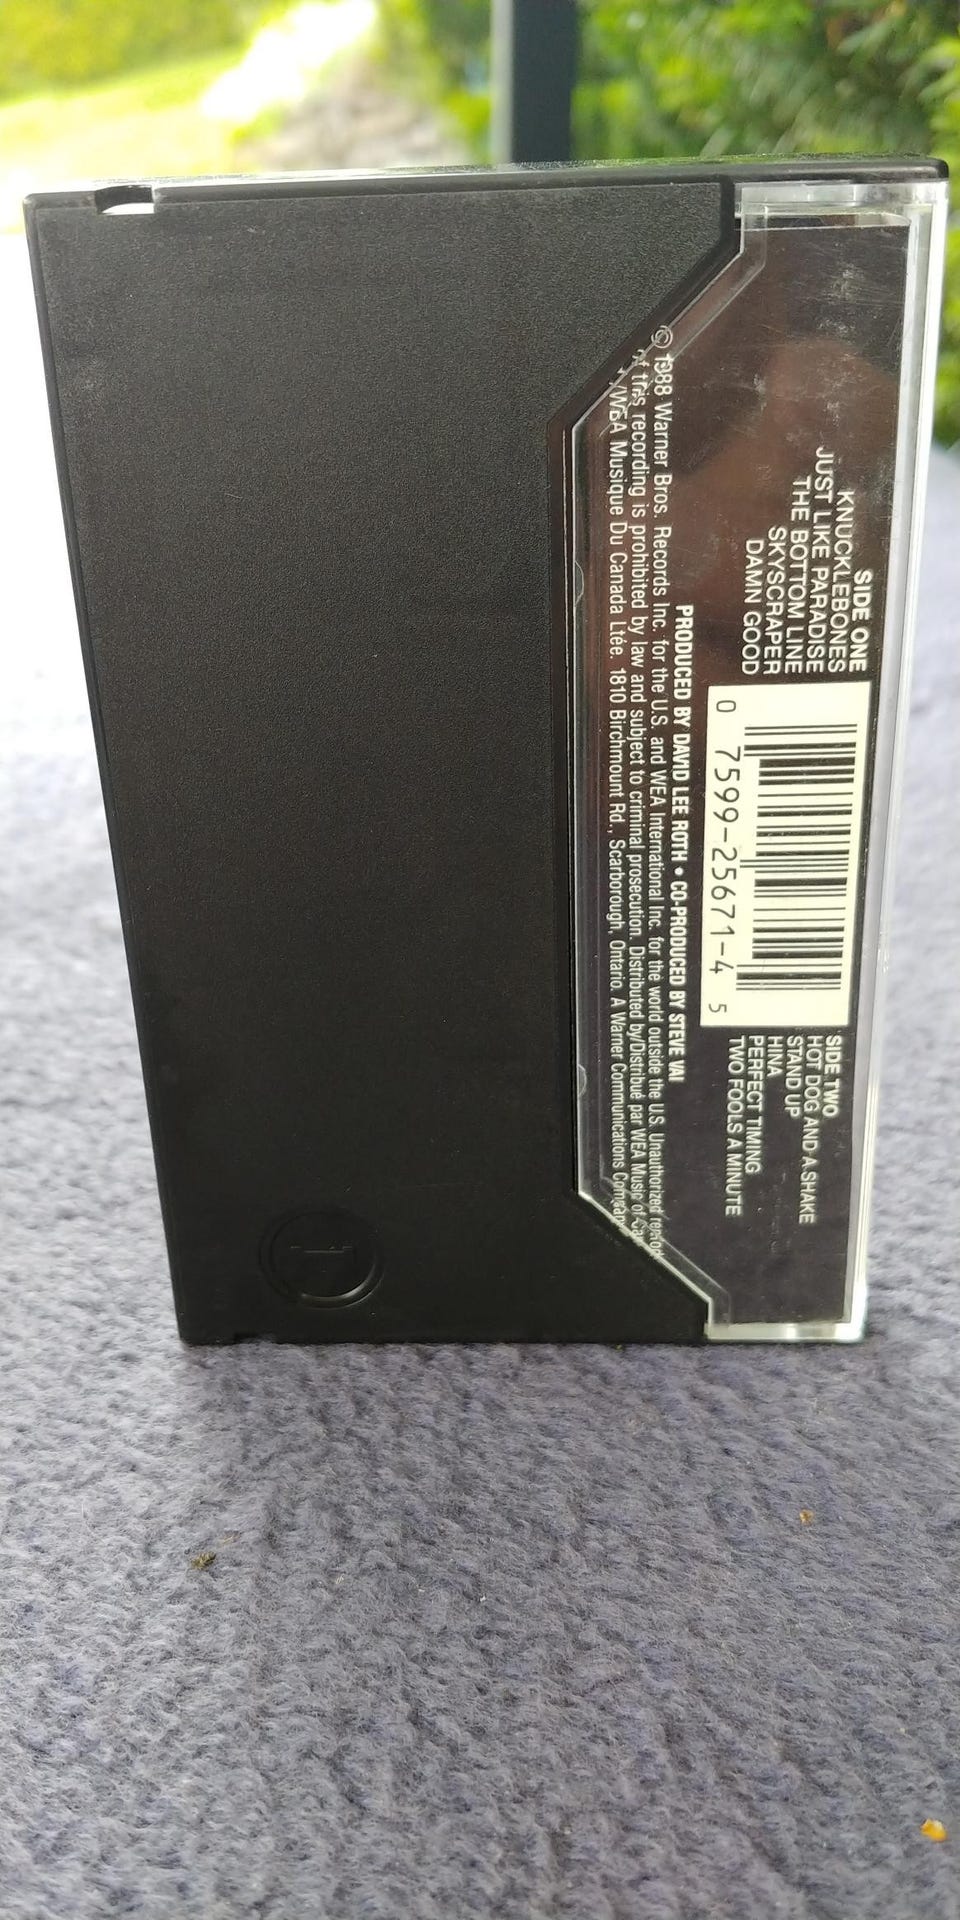 SIDE ONE
KNUCKLEBONES
JUST LIKE PARADISE
THE BOTTOM LINE
SKYSCRAPER
DAMN GOOD
0 7599-25671-4 5
SIDE TWO
HOT DOG AND A SHAKE
STAND UP
HINA
PERFECT TIMING
TWO FOOLS A MINUTE
PRODUCED BY DAVID LEE ROTH • CO-PRODUCED BY STEVE VAI
© 1988 Warner Bros. Records Inc. for the U.S. and WEA International Inc. for the world outside the U.S. Unauthorized
of this recording is prohibited by law and subject to criminal prosecution. Distributed by/Distribué par WEA Music of
/WEA Musique Du Canada Ltée. 1810 Birchmount Rd., Scarborough, Ontario. A Warner Communications Company